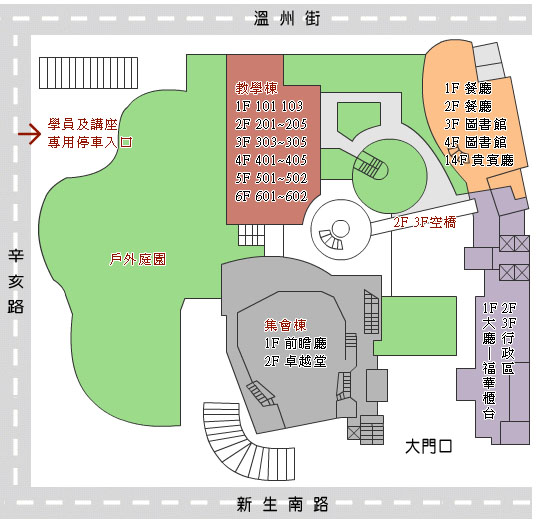 溫州街
教學棟
1F 101 103
2F 201~205
3F 303~305
4F 401~405
5F 501~502
6F 601~602
1F 餐廳
2F 餐廳
3F 圖書館
4F 圖書館
14F 貴賓廳
學員及講座
專用停車入口
2F 3F空橋
辛亥路
戶外庭園
集會棟
1F 前瞻廳
2F 卓越堂
2F
3F行政區
1F大廳－福華櫃台
大門口
新生南路